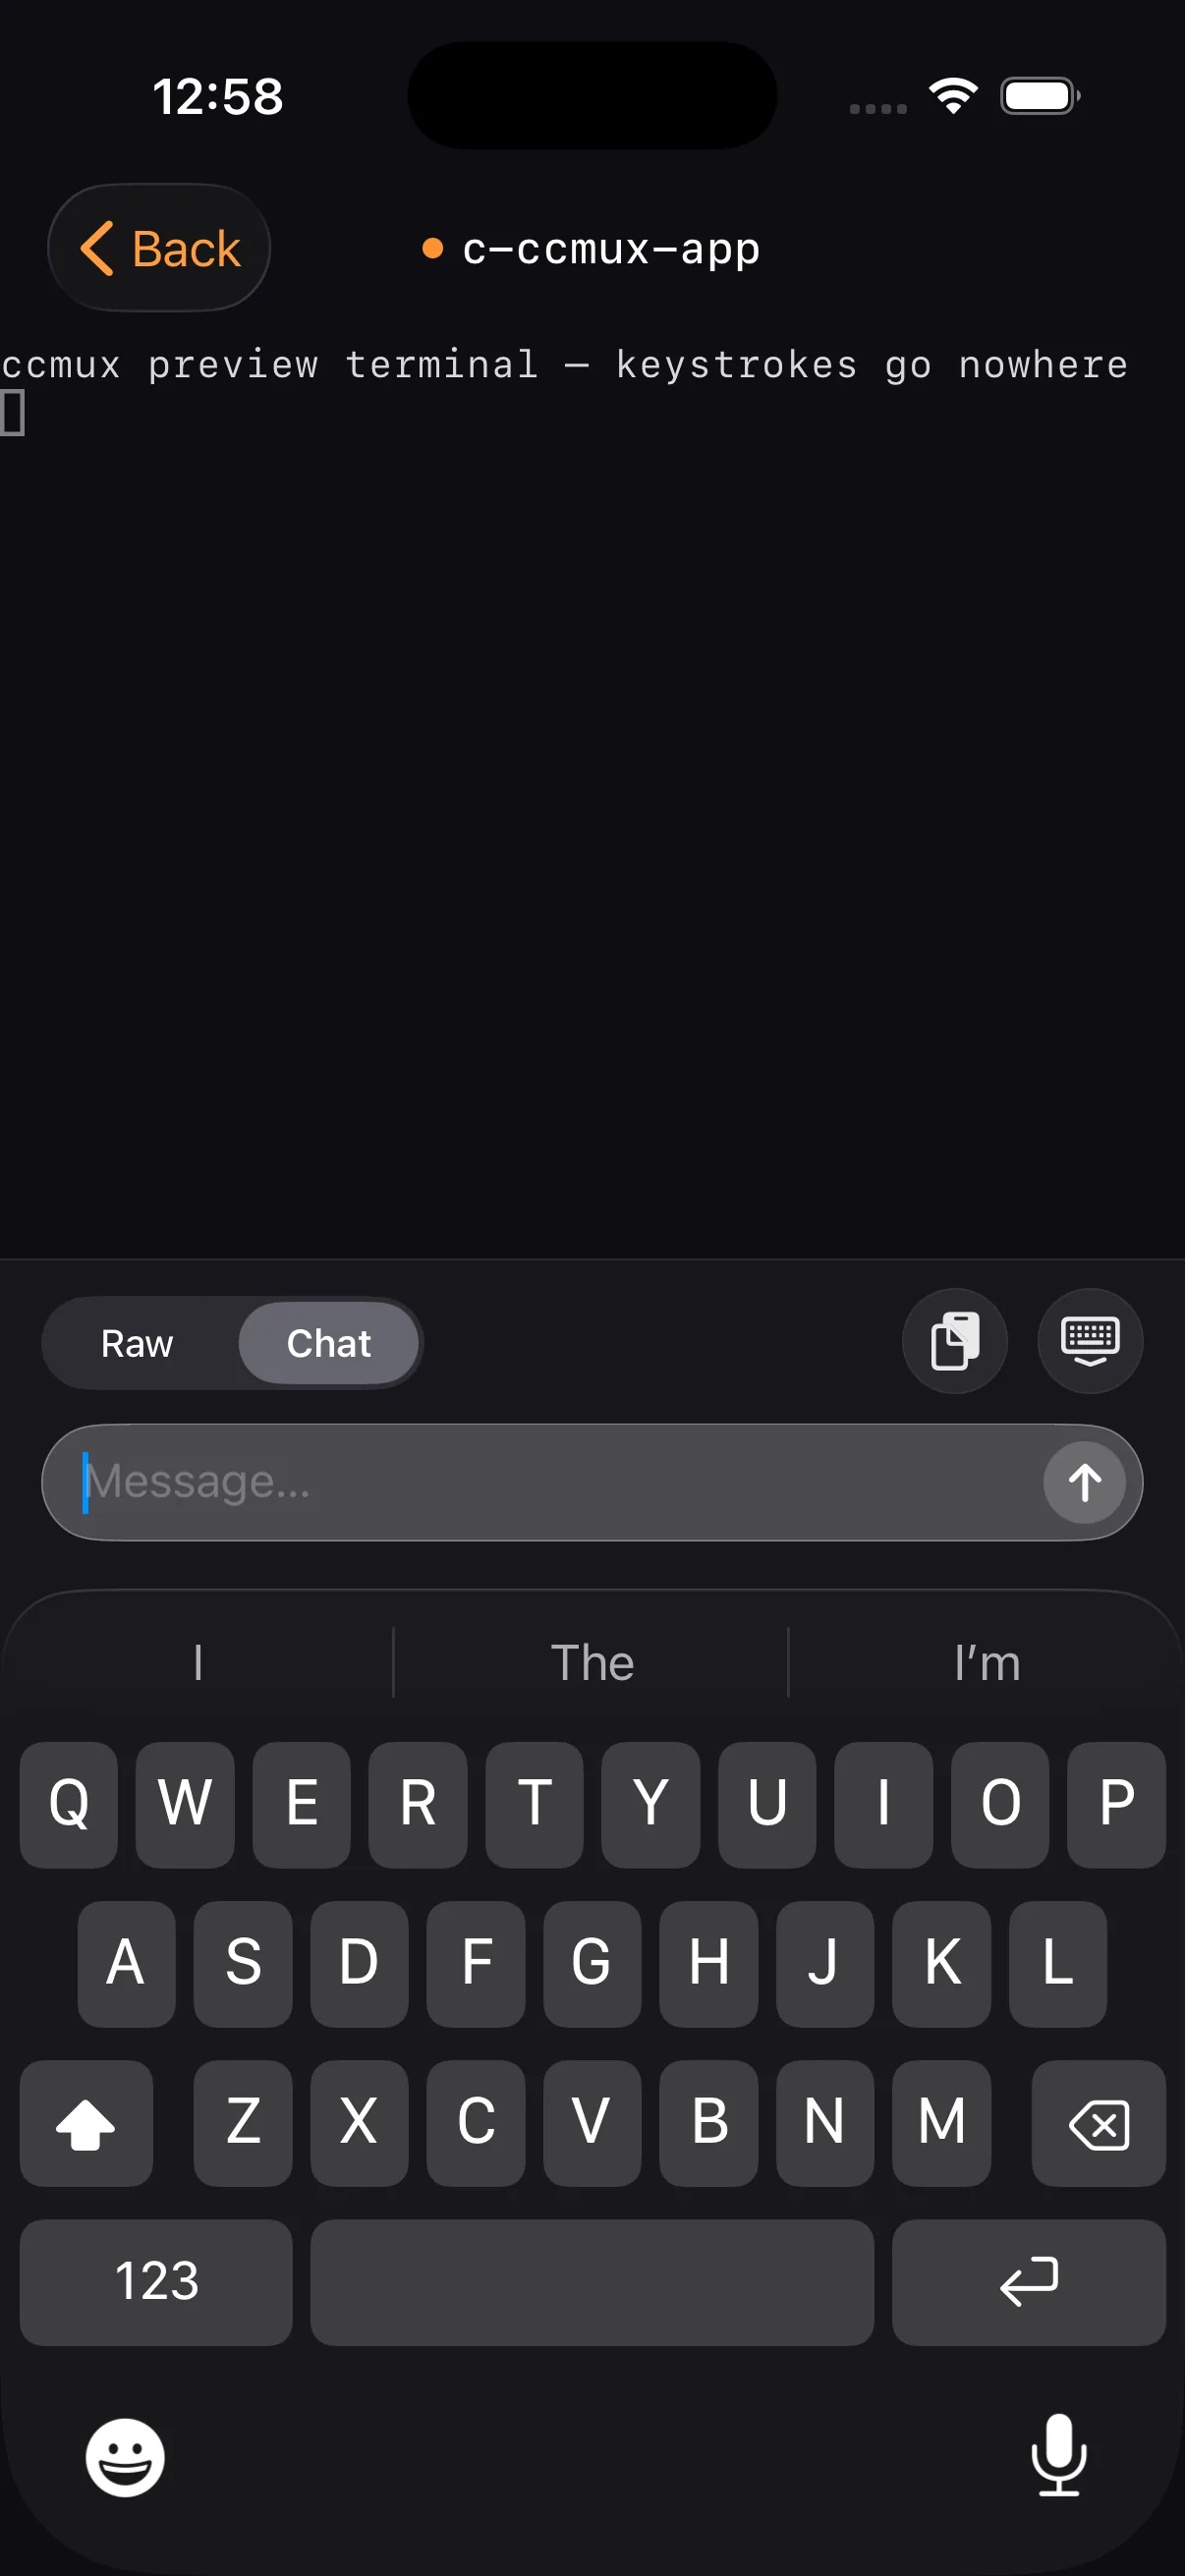 12:58
Back
c-ccmux-app
ccmux preview terminal — keystrokes go nowhere
Raw Chat
Message...
I The I’m
Q W E R T Y U I O P
A S D F G H J K L
Z X C V B N M
123